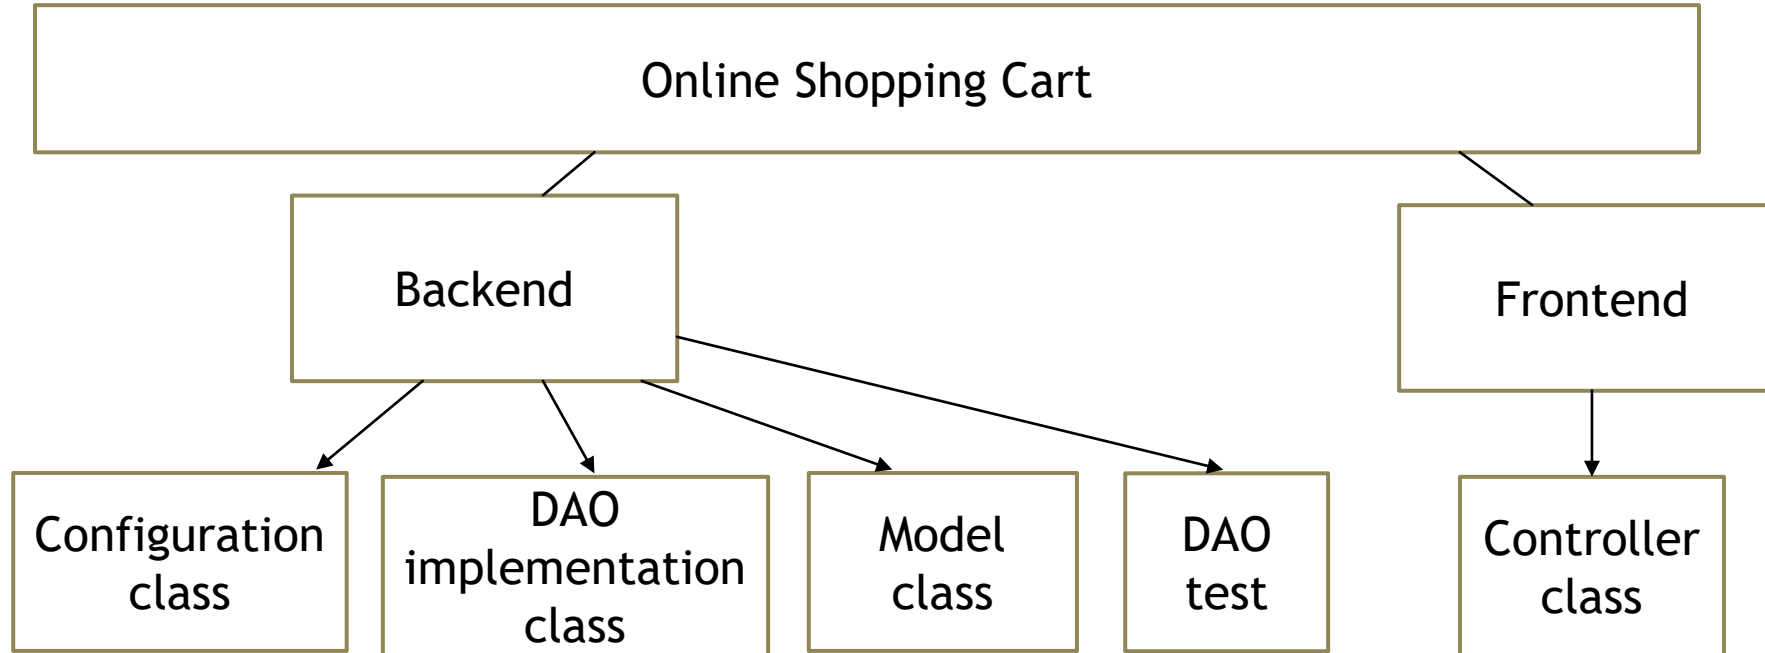 Online Shopping Cart
Backend
Frontend
Configuration
class
DAO
implementation
class
Model
class
DAO
test
Controller
class